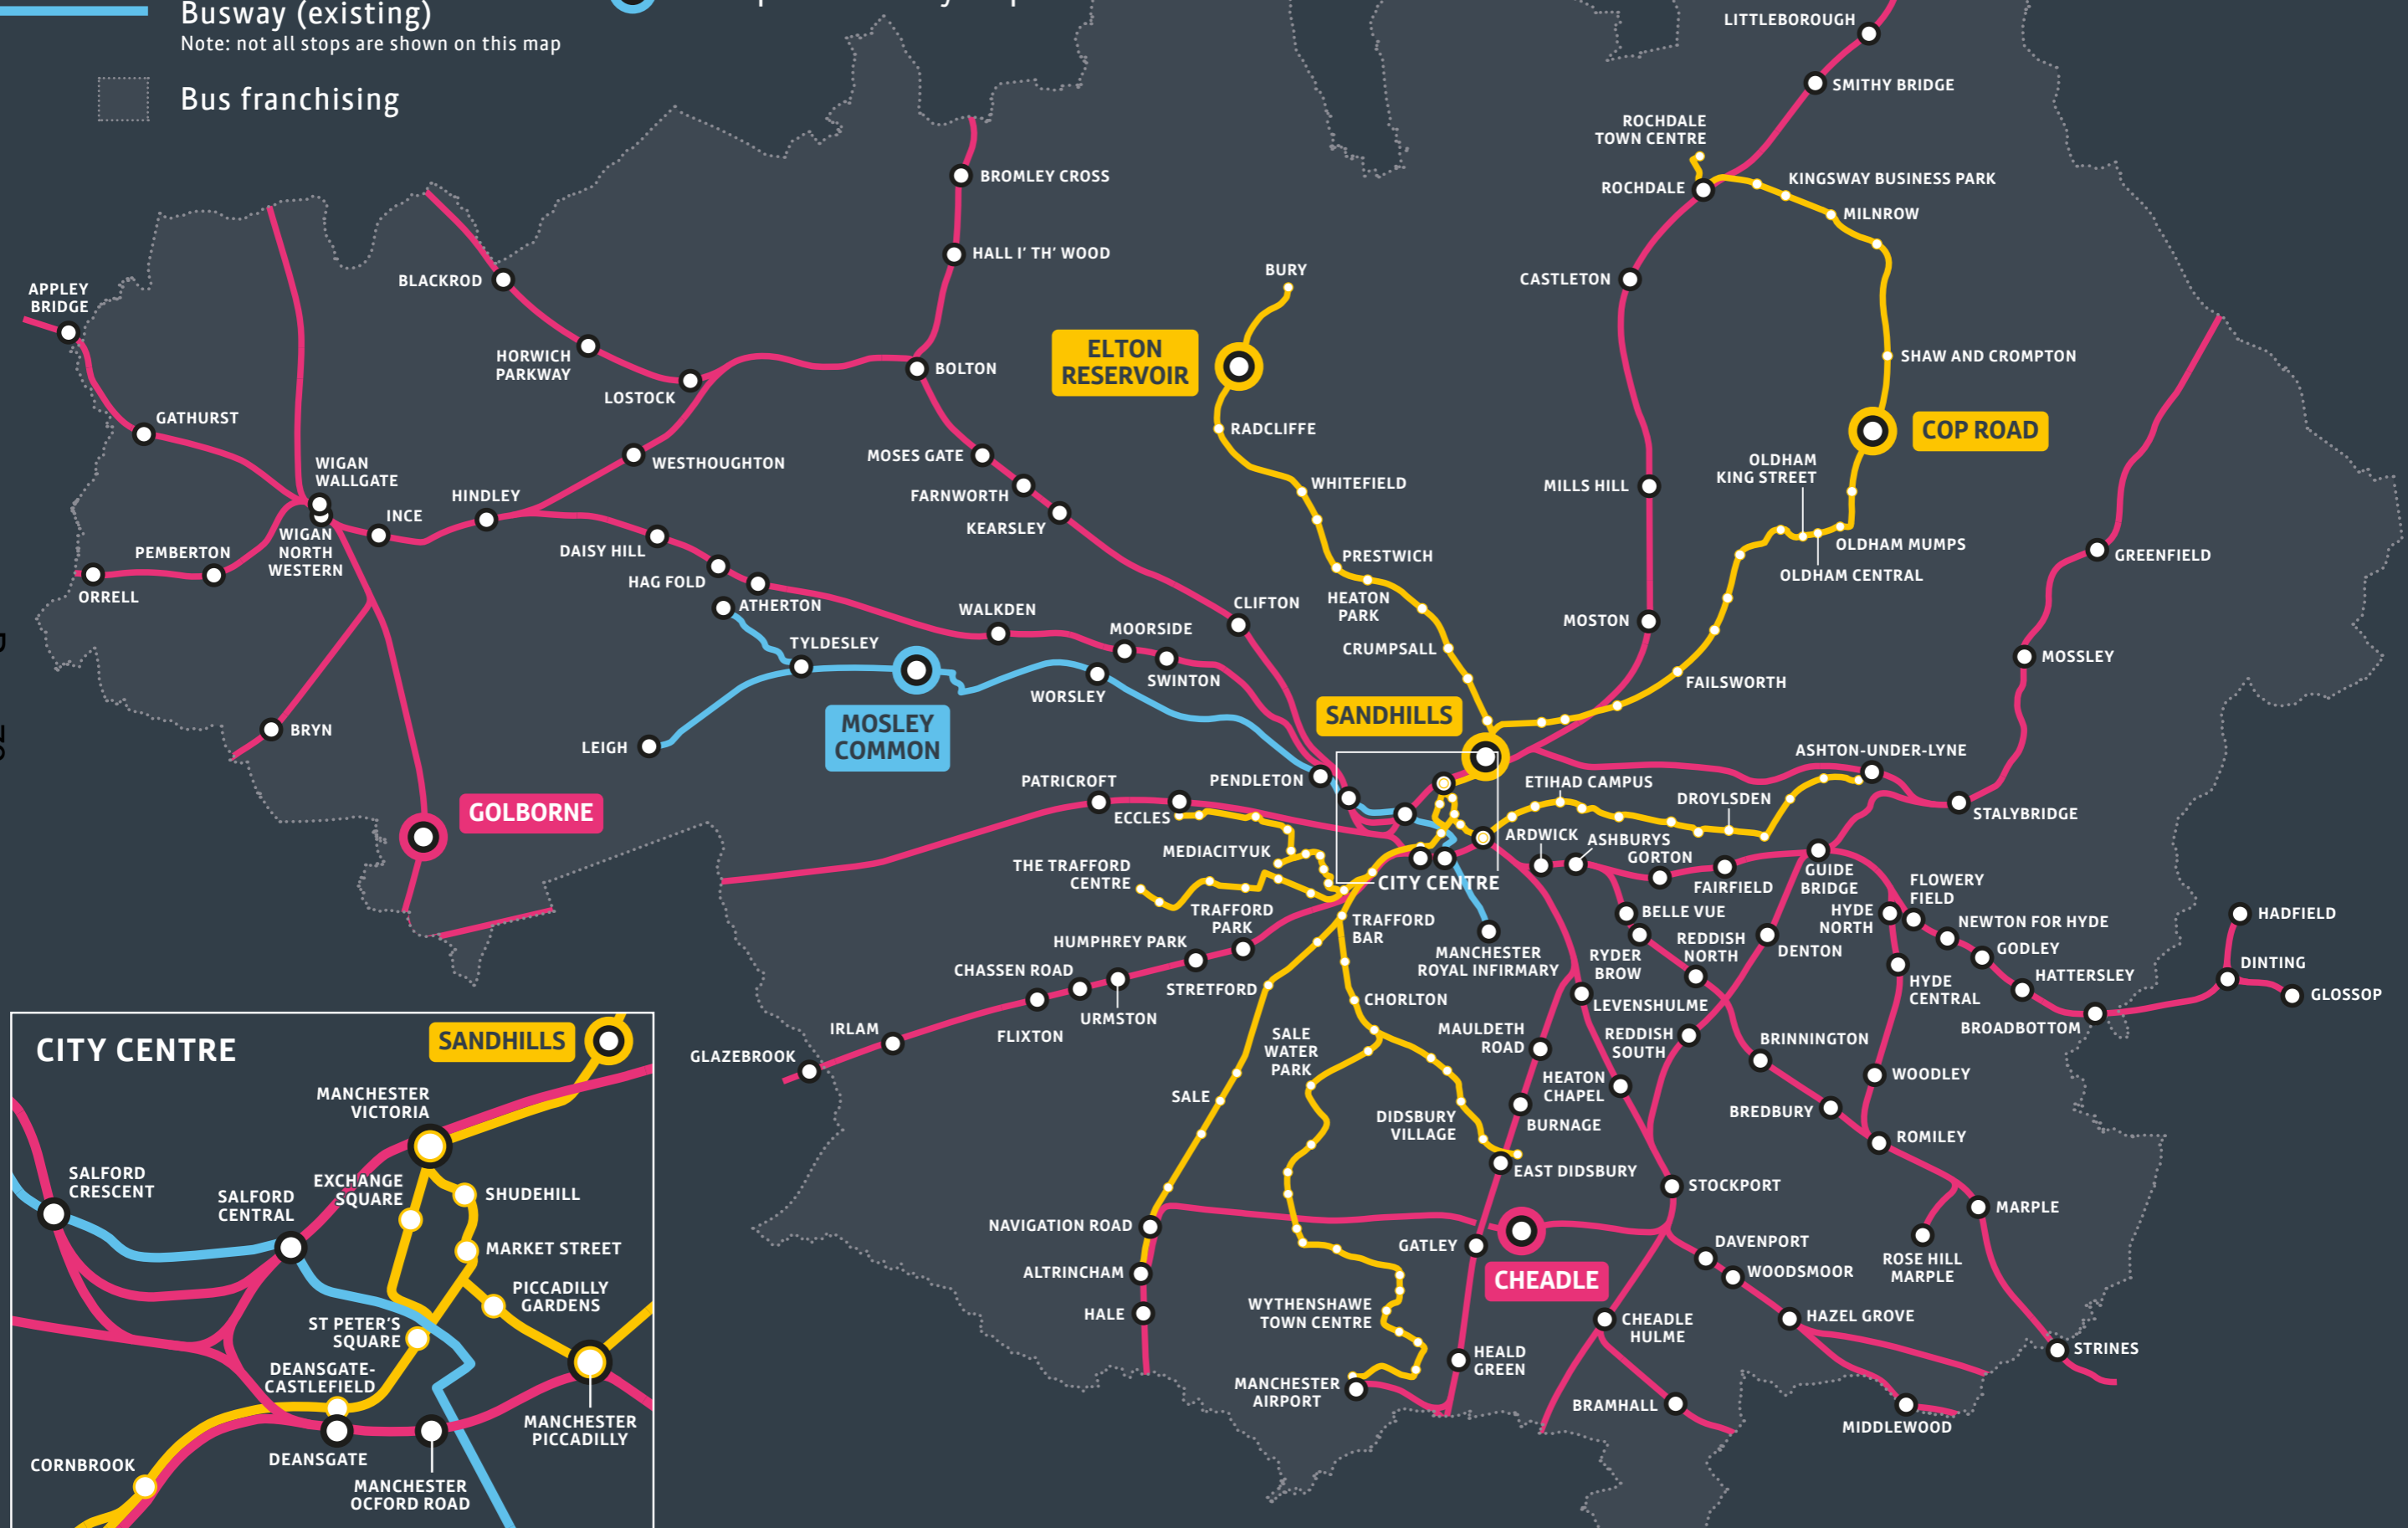 Busway (existing)
Note: not all stops are shown on this map
Bus franchising
LITTLEBOROUGH
SMITHY BRIDGE
ROCHDALE
TOWN CENTRE
ROCHDALE
KINGSWAY BUSINESS PARK
MILNROW
BROMLEY CROSS
HALL I' TH' WOOD
BLACKROD
CASTLETON
BURY
APPLEY
BRIDGE
HORWICH
PARKWAY
LOSTOCK
BOLTON
ELTON
RESERVOIR
SHAW AND CROMPTON
GATHURST
RADCLIFFE
COP ROAD
WIGAN
WALLGATE
WESTHOUGHTON
MOSES GATE
FARNWORTH
KEARSLEY
WHITEFIELD
MILLS HILL
OLDHAM
KING STREET
HINDLEY
INCE
PEMBERTON
WIGAN
NORTH
WESTERN
ORRELL
DAISY HILL
HAG FOLD
ATHERTON
PRESTWICH
HEATON
PARK
OLDHAM MUMPS
OLDHAM CENTRAL
GREENFIELD
WALKDEN
CLIFTON
MOORSIDE
MOSTON
TYLDESLEY
CRUMPSALL
MOSSLEY
SWINTON
WORSLEY
FAILSWORTH
BRYN
LEIGH
MOSLEY
COMMON
SANDHILLS
ASHTON-UNDER-LYNE
PATRICROFT
PENDLETON
ETIHAD CAMPUS
DROYLSDEN
GOLBORNE
ECCLES
STALYBRIDGE
ARDWICK
ASHBURYS
GORTON
MEDIACITYUK
THE TRAFFORD
CENTRE
CITY CENTRE
FAIRFIELD
GUIDE
BRIDGE
FLOWERY
FIELD
TRAFFORD
PARK
TRAFFORD
BAR
BELLE VUE
HYDE
NORTH
NEWTON FOR HYDE
HADFIELD
HUMPHREY PARK
MANCHESTER
ROYAL INFIRMARY
RYDER
BROW
REDDISH
NORTH
DENTON
GODLEY
DINTING
CHASSEN ROAD
STRETFORD
CHORLTON
LEVENSHULME
HYDE
CENTRAL
HATTERSLEY
GLOSSOP
URMSTON
FLIXTON
IRLAM
GLAZEBROOK
SALE
WATER
PARK
MAULDETH
ROAD
REDDISH
SOUTH
BRINNINGTON
BROADBOTTOM
SALE
DIDSBURY
VILLAGE
HEATON
CHAPEL
BURNAGE
BREDBURY
WOODLEY
ROMILEY
EAST DIDSBURY
STOCKPORT
MARPLE
NAVIGATION ROAD
GATLEY
DAVENPORT
ROSE HILL
MARPLE
ALTRINCHAM
CHEADLE
WOODSMOOR
HALE
WYTHENSHAWE
TOWN CENTRE
CHEADLE
HULME
HAZEL GROVE
HEALD
GREEN
STRINES
MANCHESTER
AIRPORT
BRAMHALL
MIDDLEWOOD
CITY CENTRE
SANDHILLS
MANCHESTER
VICTORIA
SALFORD
CRESCENT
SALFORD
CENTRAL
EXCHANGE
SQUARE
SHUDEHILL
MARKET STREET
PICCADILLY
GARDENS
ST PETER'S
SQUARE
DEANSGATE-
CASTLEFIELD
MANCHESTER
PICCADILLY
CORNBROOK
DEANSGATE
MANCHESTER
OCFORD ROAD